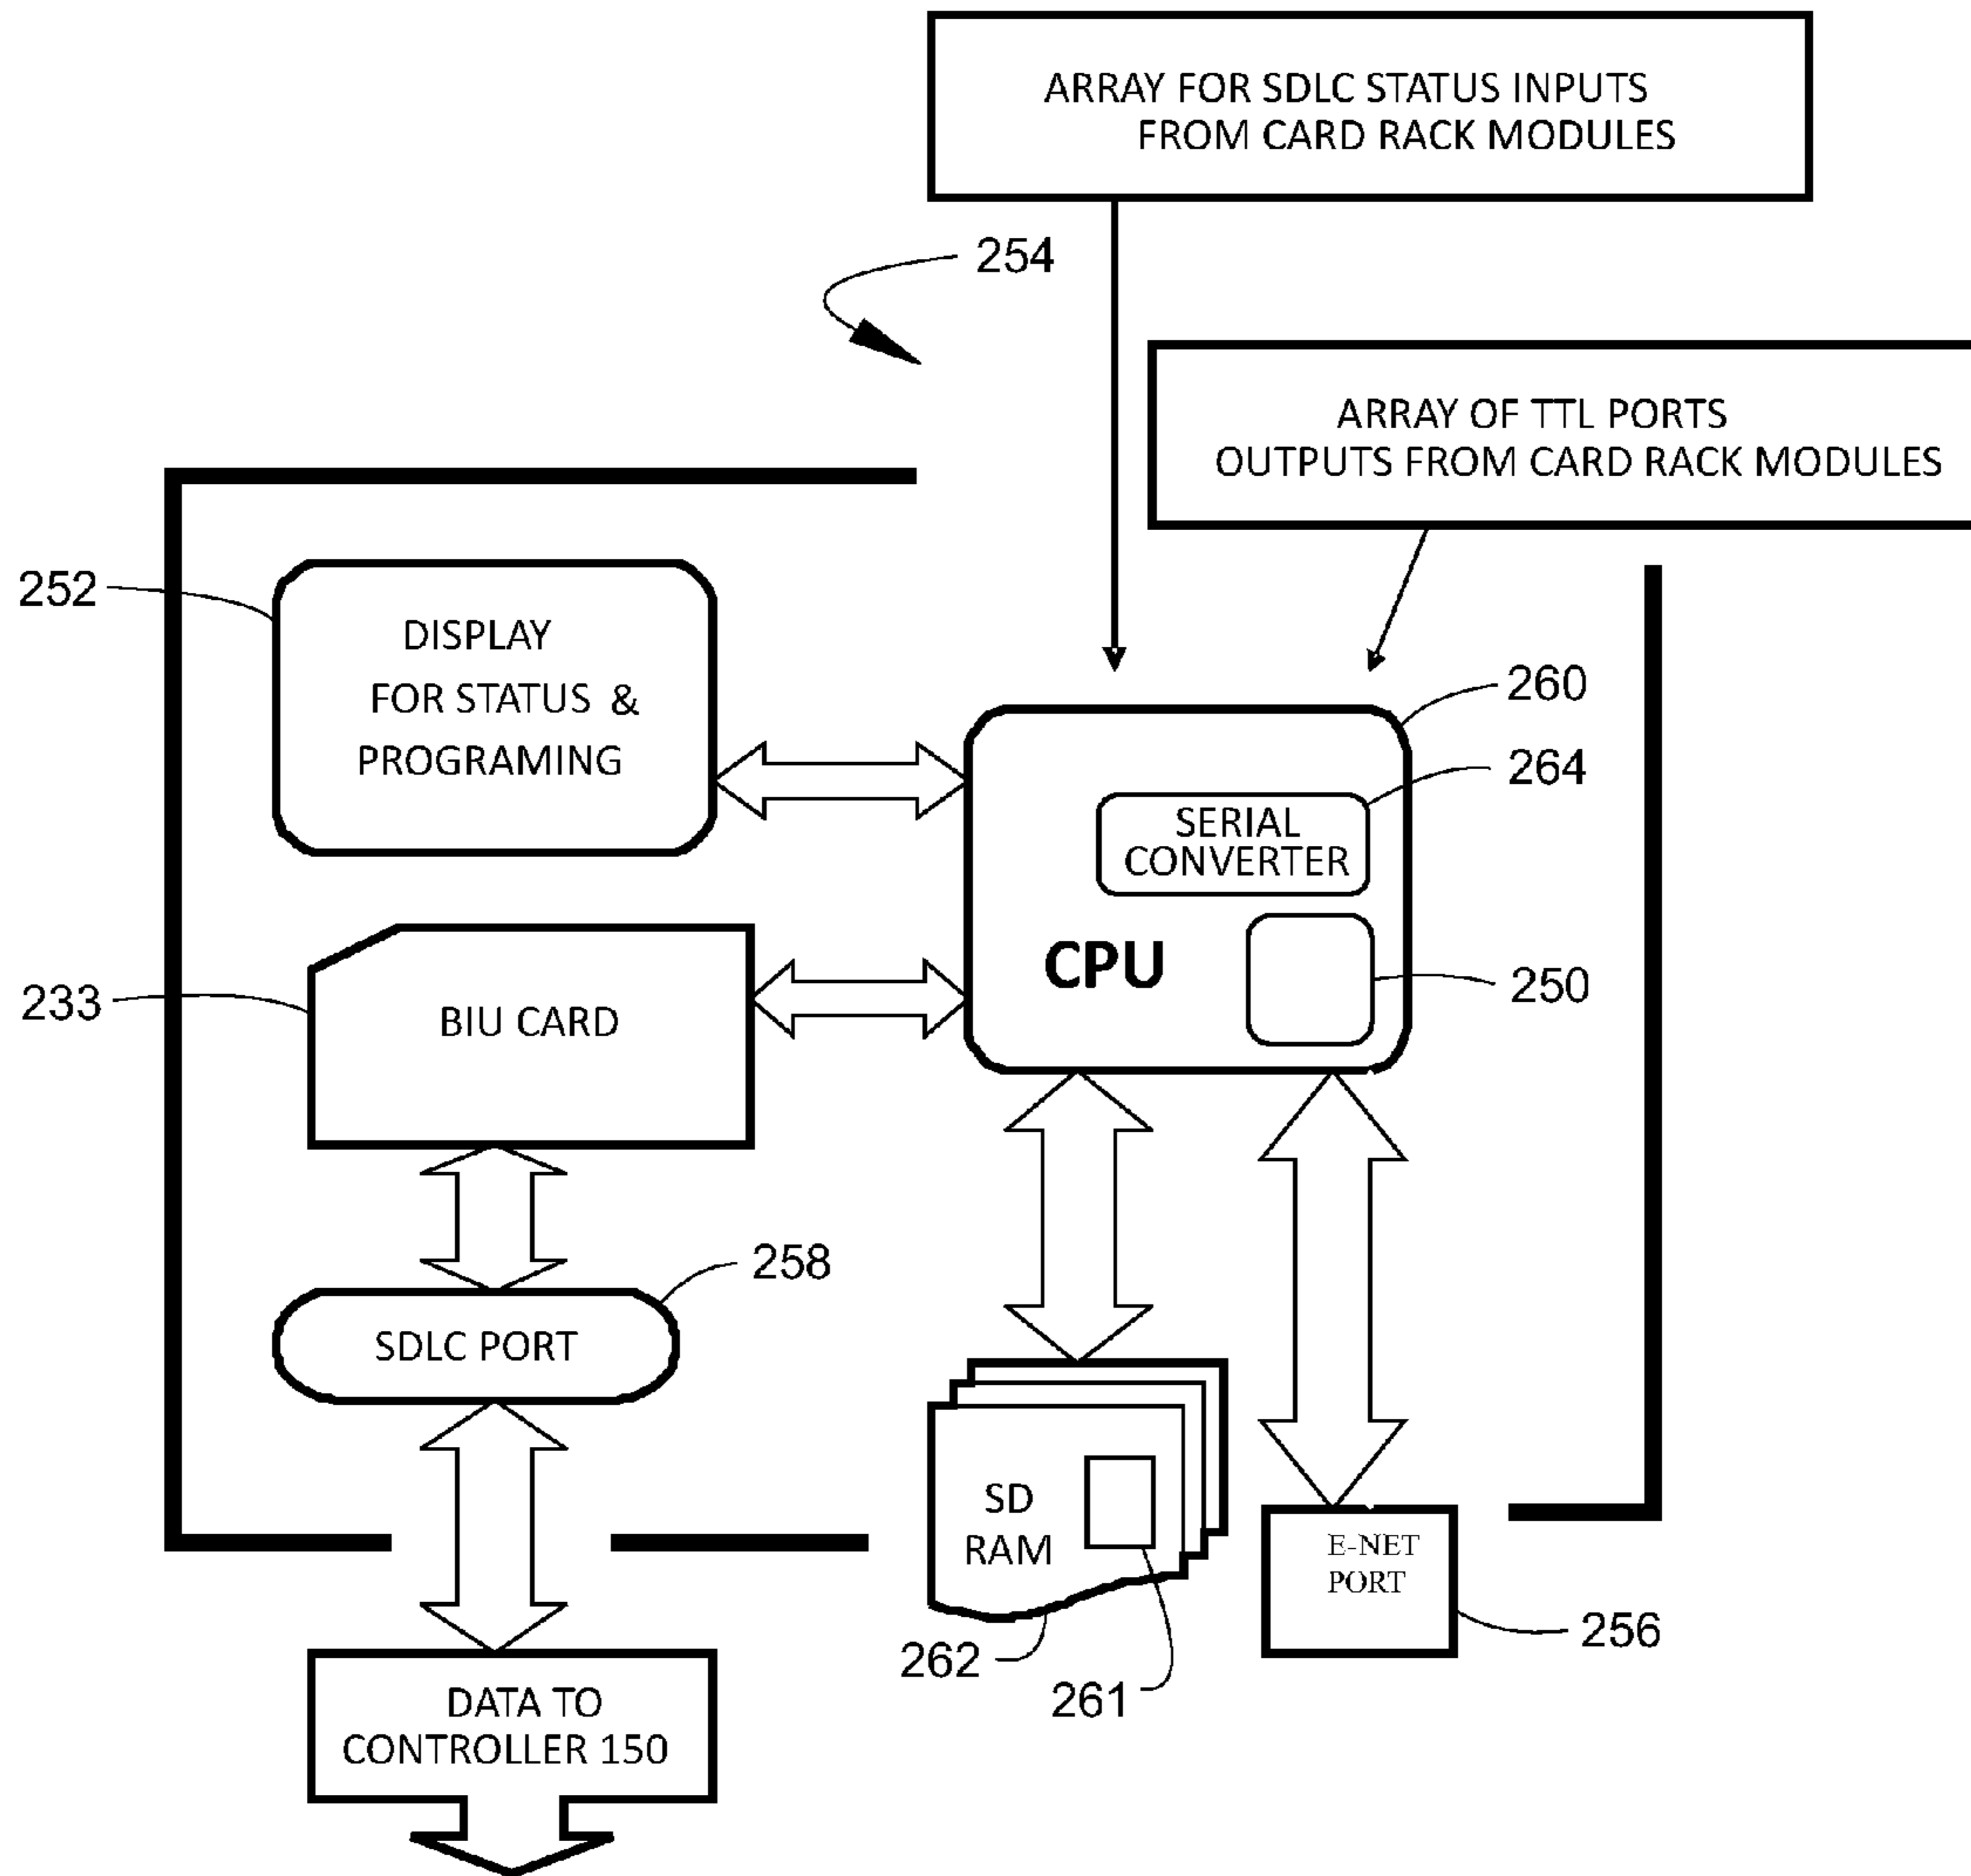 ARRAY FOR SDLC STATUS INPUTS
FROM CARD RACK MODULES
254
ARRAY OF TTL PORTS
OUTPUTS FROM CARD RACK MODULES
252
DISPLAY
FOR STATUS &
PROGRAMING
260
264
SERIAL
CONVERTER
CPU
250
233
BIU CARD
258
SDLC PORT
SD
RAM
E-NET
PORT
256
262
261
DATA TO
CONTROLLER 150